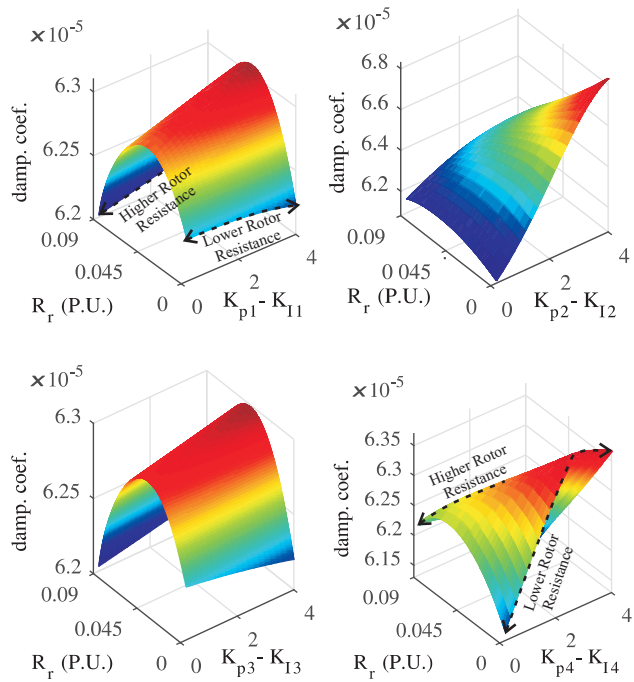 ×10⁻⁵
6.3
6.25
6.2
damp. coef.
0.09
0.045
0
R_r (P.U.)
0
2
4
K_p1- K_I1
Higher Rotor
Resistance
Lower Rotor
Resistance
×10⁻⁵
6.8
6.6
6.4
6.2
damp. coef.
0.09
0 045
0
R_r (P.U.)
0
2
4
K_p2- K_I2
×10⁻⁵
6.3
6.25
6.2
damp. coef.
0.09
0.045
0
R_r (P.U.)
0
2
4
K_p3- K_I3
×10⁻⁵
6.35
6.3
6.25
6.2
6.15
damp. coef.
0.09
0.045
0
R_r (P.U.)
0
2
4
K_p4- K_I4
Higher Rotor
Resistance
Lower Rotor
Resistance